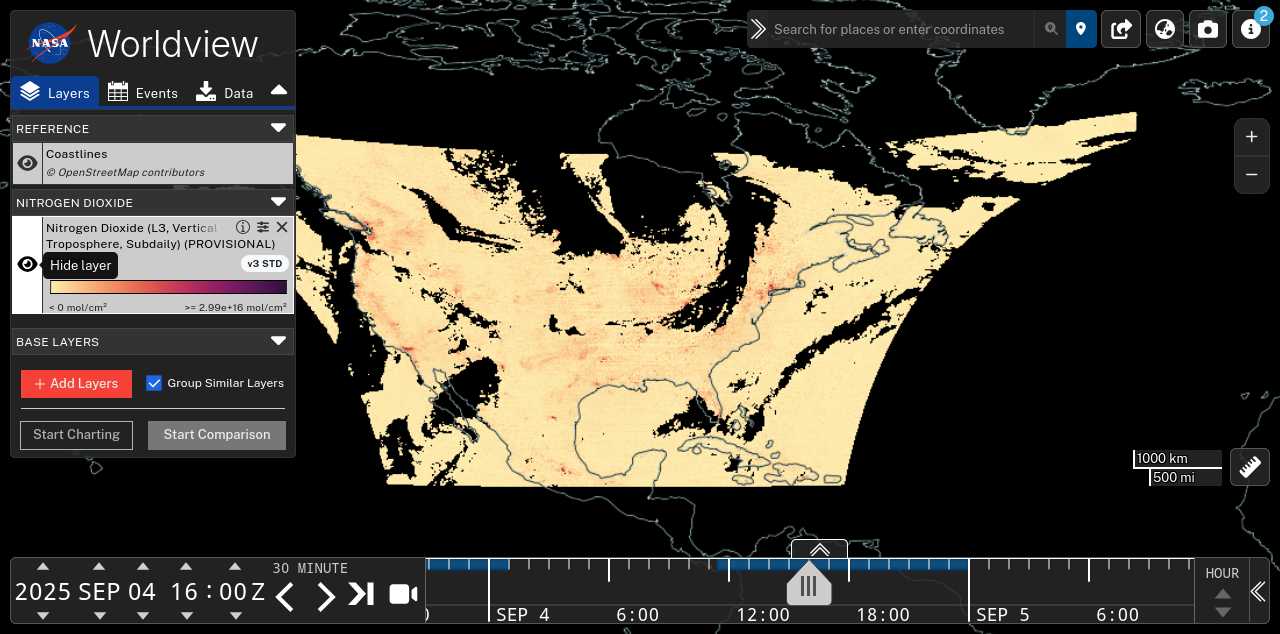 NASA
Worldview
Layers
Events
Data
REFERENCE
Coastlines
© OpenStreetMap contributors
NITROGEN DIOXIDE
Nitrogen Dioxide (L3, Vertical
Troposphere, Subdaily) (PROVISIONAL)
Hide layer
v3 STD
< 0 mol/cm²
>= 2.99e+16 mol/cm²
BASE LAYERS
+ Add Layers
Group Similar Layers
Start Charting
Start Comparison
Search for places or enter coordinates
2
+
−
1000 km
500 mi
2025 SEP 04 16:00Z
30 MINUTE
SEP 4
6:00
12:00
18:00
SEP 5
6:00
HOUR